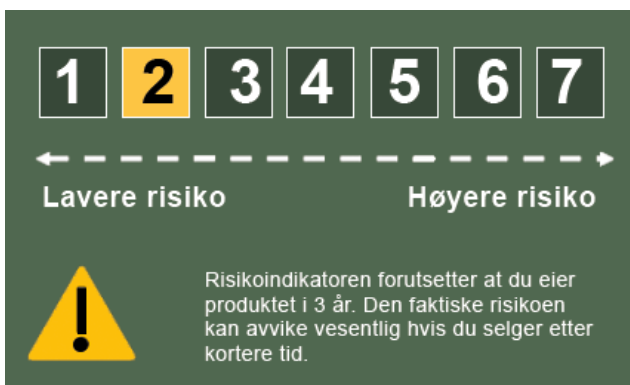 1 2 3 4 5 6 7
Lavere risiko Høyere risiko
Risikoindikatoren forutsetter at du eier
produktet i 3 år. Den faktiske risikoen
kan avvike vesentlig hvis du selger etter
kortere tid.